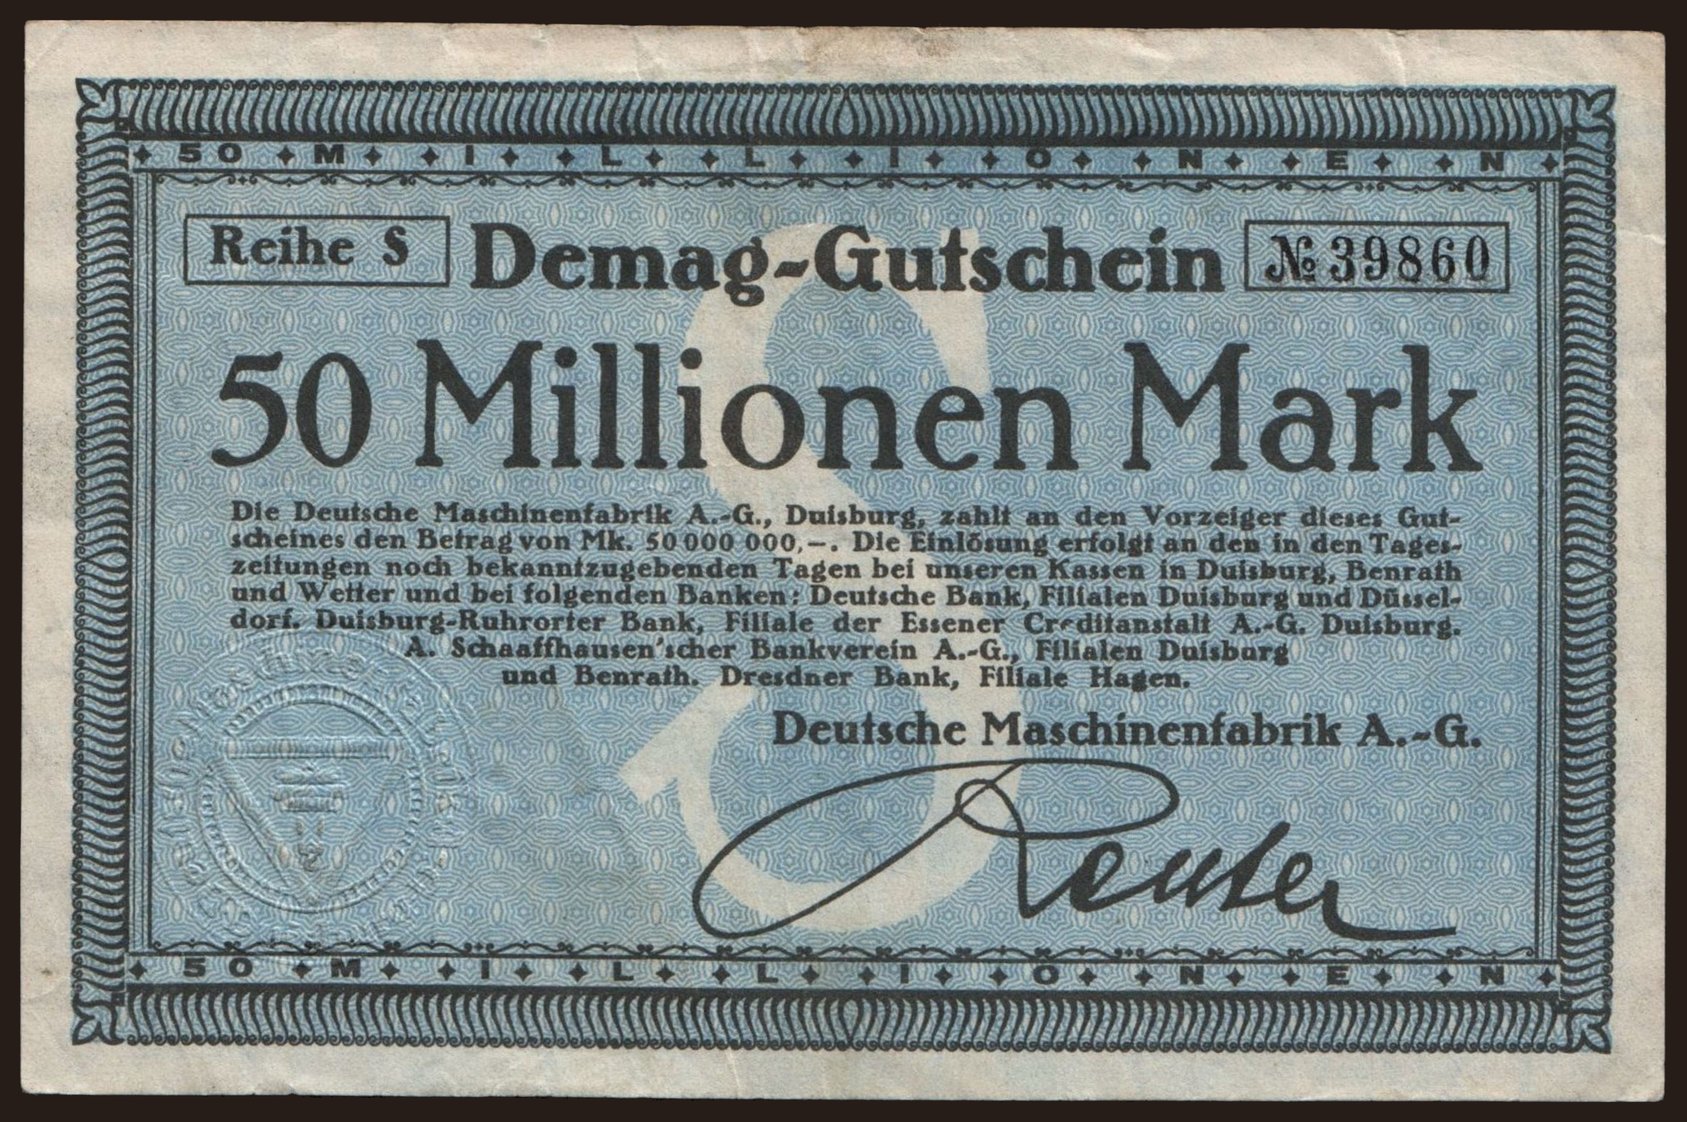 50 MILLIONEN
Reihe S
Demag-Gutschein
№ 39860
50 Millionen Mark
Die Deutsche Maschinenfabrik A.-G., Duisburg, zahlt an den Vorzeiger dieses Gut-
scheines den Betrag von Mk. 50 000 000,–. Die Einlösung erfolgt an den in den Tages-
zeitungen noch bekanntzugebenden Tagen bei unseren Kassen in Duisburg, Benrath
und Wetter und bei folgenden Banken: Deutsche Bank, Filialen Duisburg und Düssel-
dorf. Duisburg-Ruhrorter Bank, Filiale der Essener Creditanstalt A.-G. Duisburg.
A. Schaaffhausen'scher Bankverein A.-G., Filialen Duisburg
und Benrath. Dresdner Bank, Filiale Hagen.
Deutsche Maschinenfabrik A.-G.
Reuter
50 MILLIONEN
S